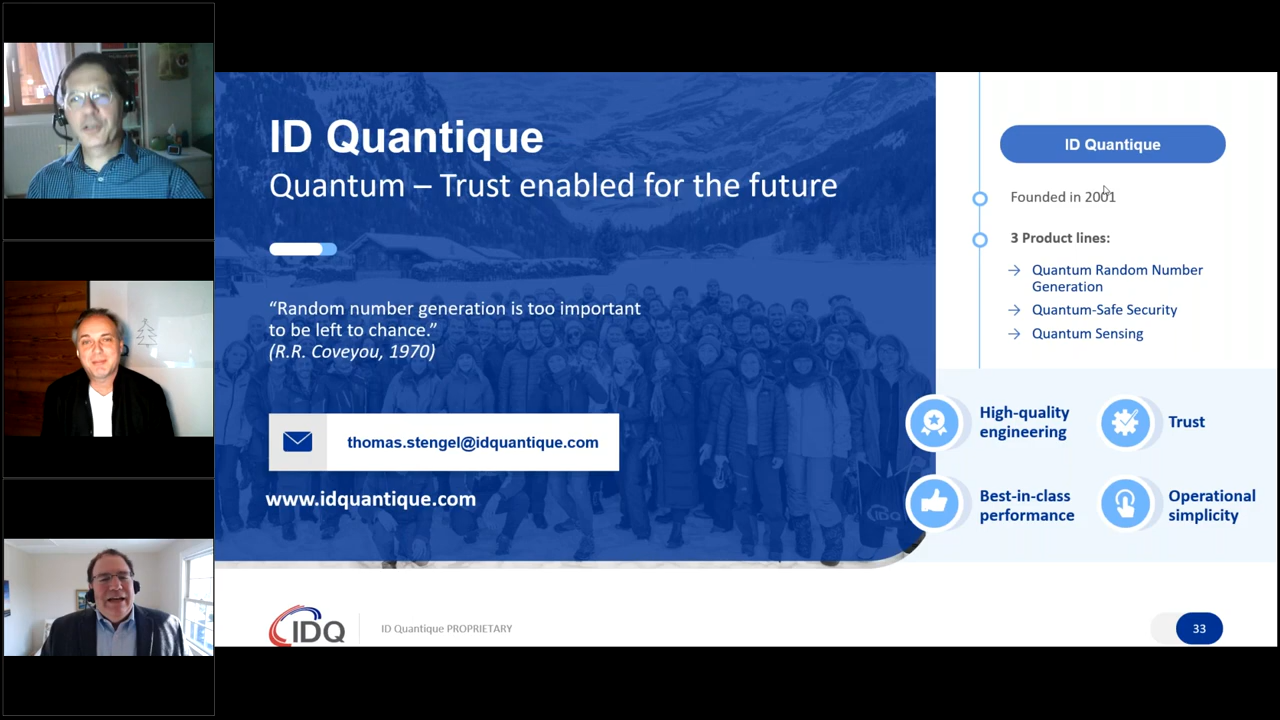 ID Quantique
Quantum – Trust enabled for the future
“Random number generation is too important
to be left to chance.”
(R.R. Coveyou, 1970)
thomas.stengel@idquantique.com
www.idquantique.com
ID Quantique
Founded in 2001
3 Product lines:
Quantum Random Number
Generation
Quantum-Safe Security
Quantum Sensing
High-quality
engineering
Trust
Best-in-class
performance
Operational
simplicity
IDQ
IDQ
ID Quantique PROPRIETARY
33